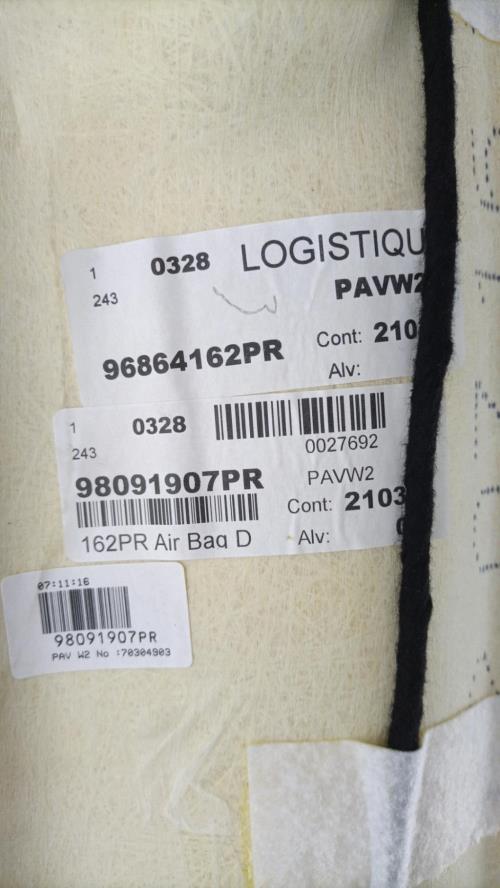 1 0328 LOGISTIQU
243 PAVW2
96864162PR Cont: 210
Alv:
1 0328
243 0027692
98091907PR PAVW2
Cont: 2103
162PR Air Bag D Alv:
07:11:16
98091907PR
PAV W2 No :70304903